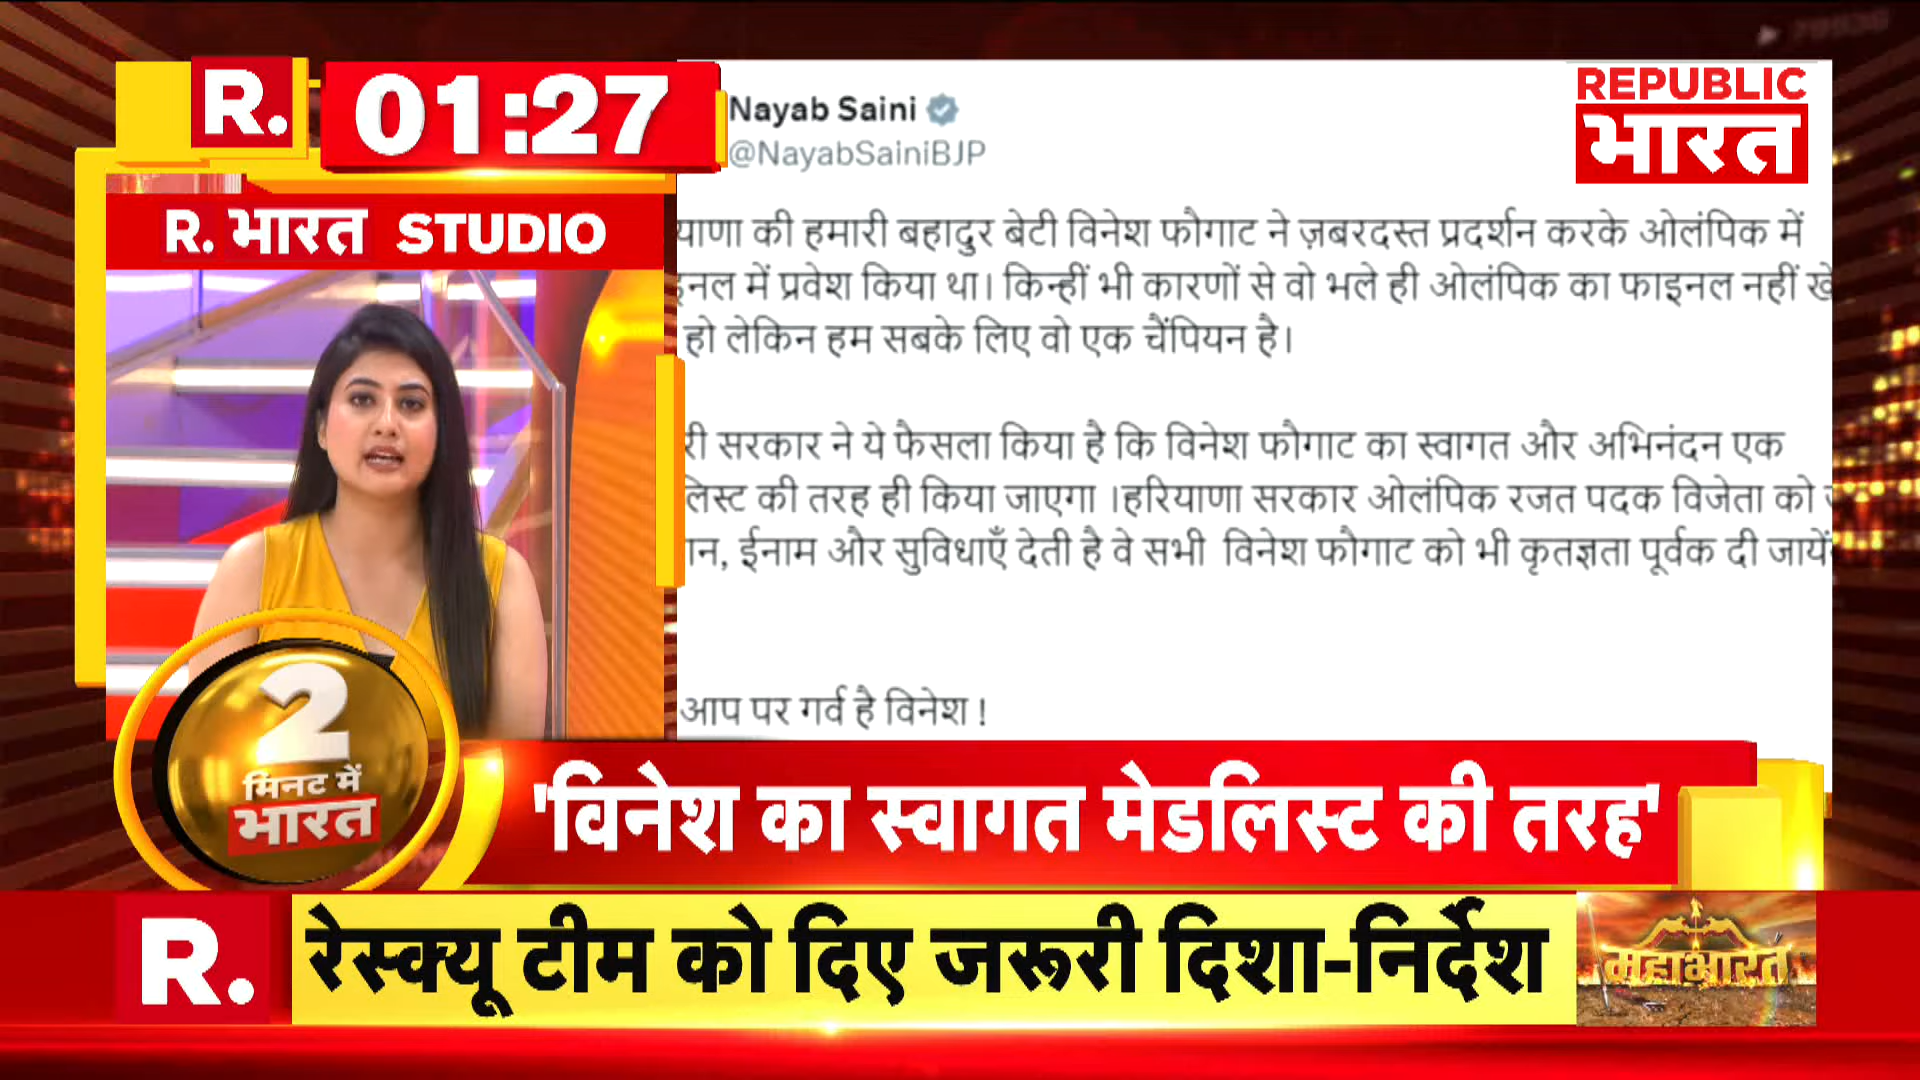 R.
01:27
R. भारत STUDIO
Nayab Saini
@NayabSainiBJP
REPUBLIC
भारत
याणा की हमारी बहादुर बेटी विनेश फौगाट ने ज़बरदस्त प्रदर्शन करके ओलंपिक में
इनल में प्रवेश किया था। किन्हीं भी कारणों से वो भले ही ओलंपिक का फाइनल नहीं खे
हो लेकिन हम सबके लिए वो एक चैंपियन है।
री सरकार ने ये फैसला किया है कि विनेश फौगाट का स्वागत और अभिनंदन एक
लिस्ट की तरह ही किया जाएगा ।हरियाणा सरकार ओलंपिक रजत पदक विजेता को
ान, ईनाम और सुविधाएँ देती है वे सभी विनेश फौगाट को भी कृतज्ञता पूर्वक दी जायें
आप पर गर्व है विनेश !
2
मिनट में
भारत
'विनेश का स्वागत मेडलिस्ट की तरह'
R.
रेस्क्यू टीम को दिए जरूरी दिशा-निर्देश
महाभारत